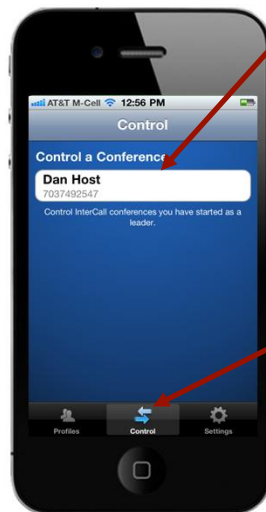 AT&T M-Cell 12:56 PM
Control
Control a Conference
Dan Host
7037492547
Control InterCall conferences you have started as a
leader.
Profiles Control Settings